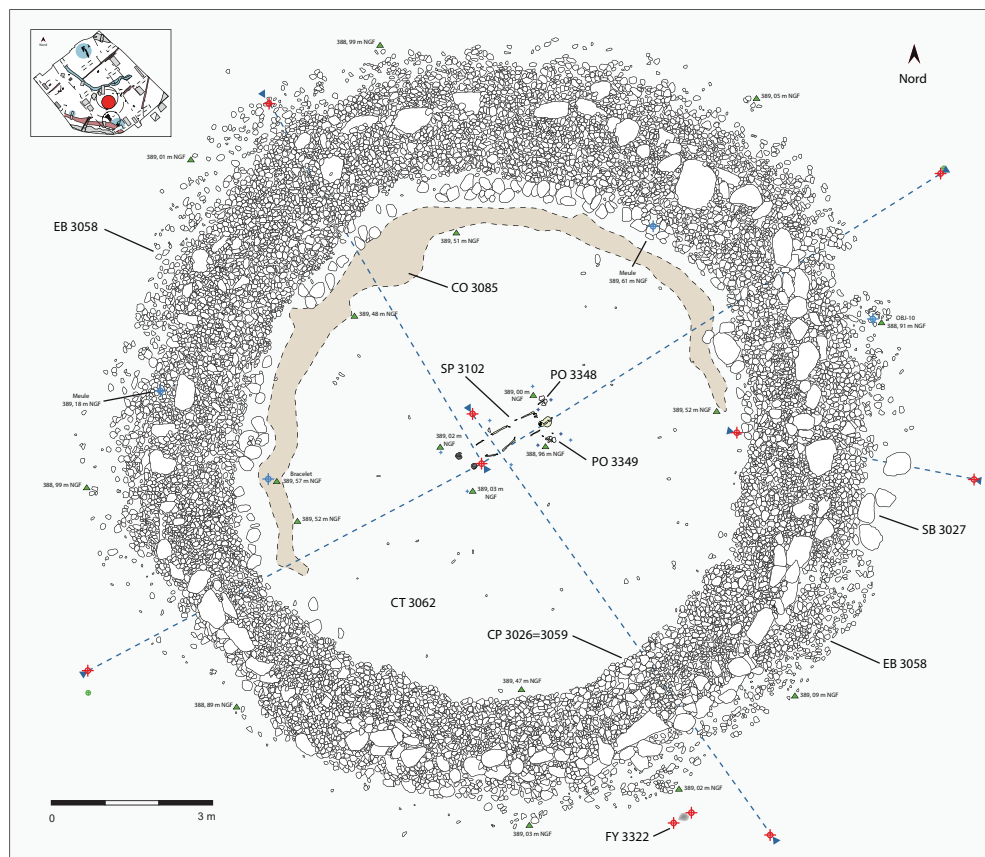 Nord
388, 99 m NGF
Nord
389, 05 m NGF
389, 01 m NGF
EB 3058
389, 51 m NGF
Meule
389, 61 m NGF
CO 3085
389, 48 m NGF
OBJ-10
388, 91 m NGF
SP 3102
PO 3348
389, 00 m
NGF
Meule
389, 18 m NGF
389, 52 m NGF
389, 02 m
NGF
388, 96 m NGF
PO 3349
Bracelet
389, 57 m NGF
388, 99 m NGF
389, 03 m
NGF
389, 52 m NGF
SB 3027
CT 3062
CP 3026=3059
EB 3058
389, 47 m NGF
389, 09 m NGF
388, 89 m NGF
389, 02 m NGF
0
3 m
389, 03 m NGF
FY 3322